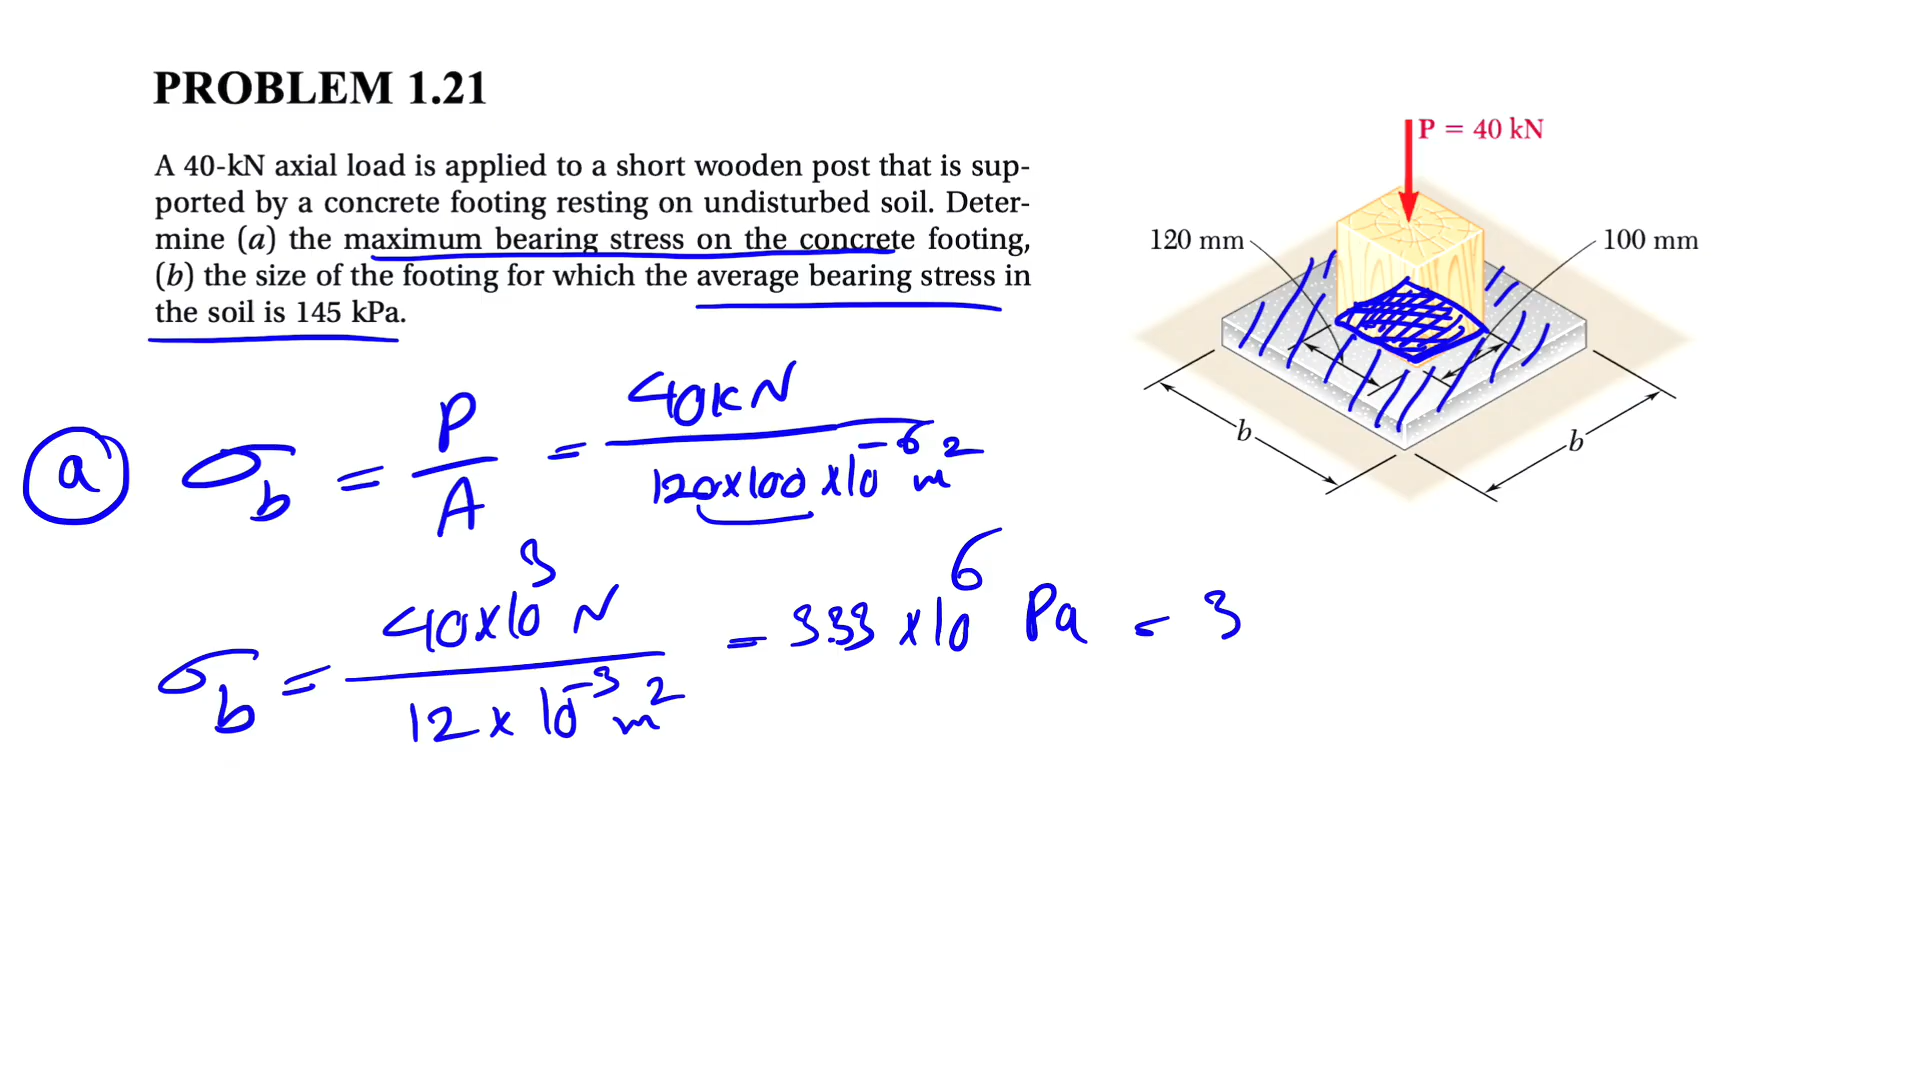 PROBLEM 1.21
A 40-kN axial load is applied to a short wooden post that is sup-
ported by a concrete footing resting on undisturbed soil. Deter-
mine (a) the maximum bearing stress on the concrete footing,
(b) the size of the footing for which the average bearing stress in
the soil is 145 kPa.
P = 40 kN
120 mm
100 mm
b
b
a σ_b = P/A = 40kN / 120x100 x10^-6 m^2
σ_b = 40x10^3 N / 12 x 10^-3 m^2 = 3.33 x10^6 Pa = 3